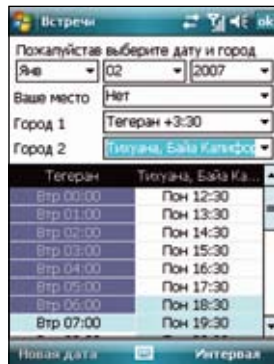 Встречи ok
Пожалуйстав выберите дату и город
Янв 02 2007
Ваше место Нет
Город 1 Тегеран +3:30
Город 2 Тихуана, Байа Калифор
Тегеран Тихуана, Байа Ка...
Втр 00:00 Пон 12:30
Втр 01:00 Пон 13:30
Втр 02:00 Пон 14:30
Втр 03:00 Пон 15:30
Втр 04:00 Пон 16:30
Втр 05:00 Пон 17:30
Втр 06:00 Пон 18:30
Втр 07:00 Пон 19:30
Новая дата Интервал